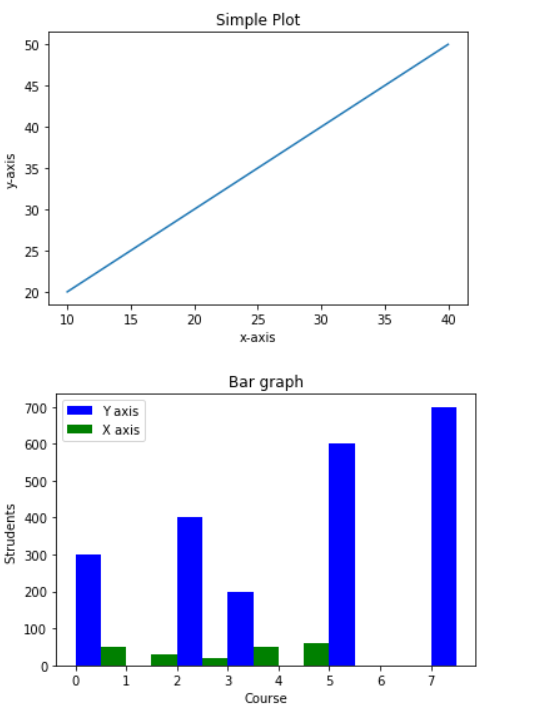 Simple Plot
50
45
40
35
30
25
20
y-axis
10 15 20 25 30 35 40
x-axis
Bar graph
Y axis
X axis
700
600
500
400
300
200
100
0
Strudents
0 1 2 3 4 5 6 7
Course